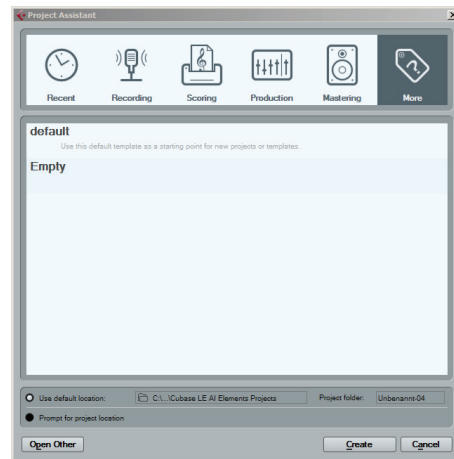 Project Assistant
Recent Recording Scoring Production Mastering More
default
Use this default template as a starting point for new projects or templates.
Empty
Use default location: C:\...\Cubase LE AI Elements Projects Project folder: Unbenannt-04
Prompt for project location
Open Other Create Cancel